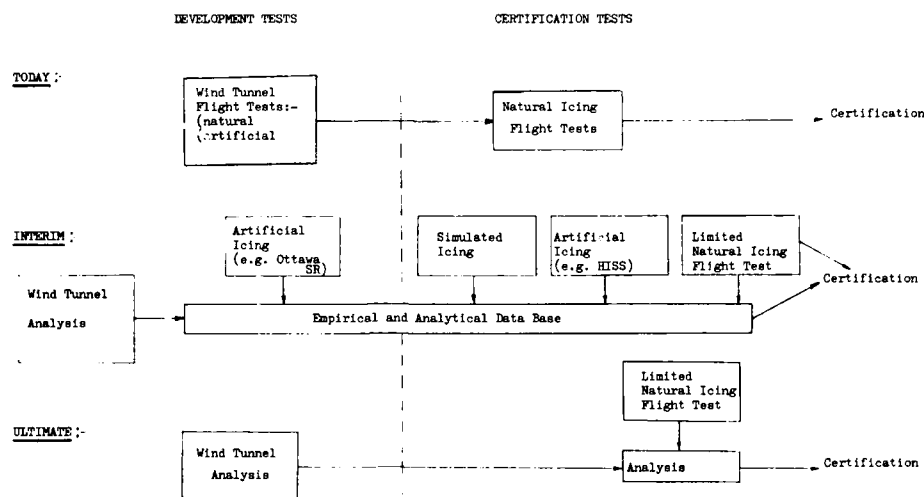 DEVELOPMENT TESTS
CERTIFICATION TESTS
TODAY :-
Wind Tunnel
Flight Tests:-
(natural
(artificial
Natural Icing
Flight Tests
Certification
INTERIM :
Artificial
Icing
(e.g. Ottawa
SR)
Simulated
Icing
Artificial
Icing
(e.g. HISS)
Limited
Natural Icing
Flight Test
Wind Tunnel
Analysis
Empirical and Analytical Data Base
Certification
Limited
Natural Icing
Flight Test
ULTIMATE :-
Wind Tunnel
Analysis
Analysis
Certification